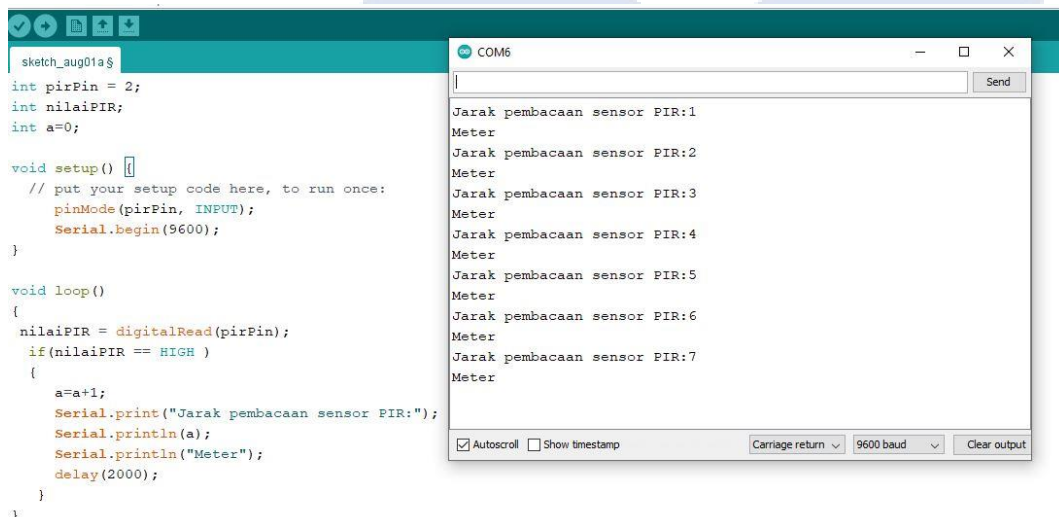 sketch_aug01a §
int pirPin = 2;
int nilaiPIR;
int a=0;
void setup() {
// put your setup code here, to run once:
pinMode(pirPin, INPUT);
Serial.begin(9600);
}
void loop()
{
nilaiPIR = digitalRead(pirPin);
if(nilaiPIR == HIGH )
{
a=a+1;
Serial.print("Jarak pembacaan sensor PIR:");
Serial.println(a);
Serial.println("Meter");
delay(2000);
}
}
COM6
Send
Jarak pembacaan sensor PIR:1
Meter
Jarak pembacaan sensor PIR:2
Meter
Jarak pembacaan sensor PIR:3
Meter
Jarak pembacaan sensor PIR:4
Meter
Jarak pembacaan sensor PIR:5
Meter
Jarak pembacaan sensor PIR:6
Meter
Jarak pembacaan sensor PIR:7
Meter
Autoscroll Show timestamp Carriage return 9600 baud Clear output